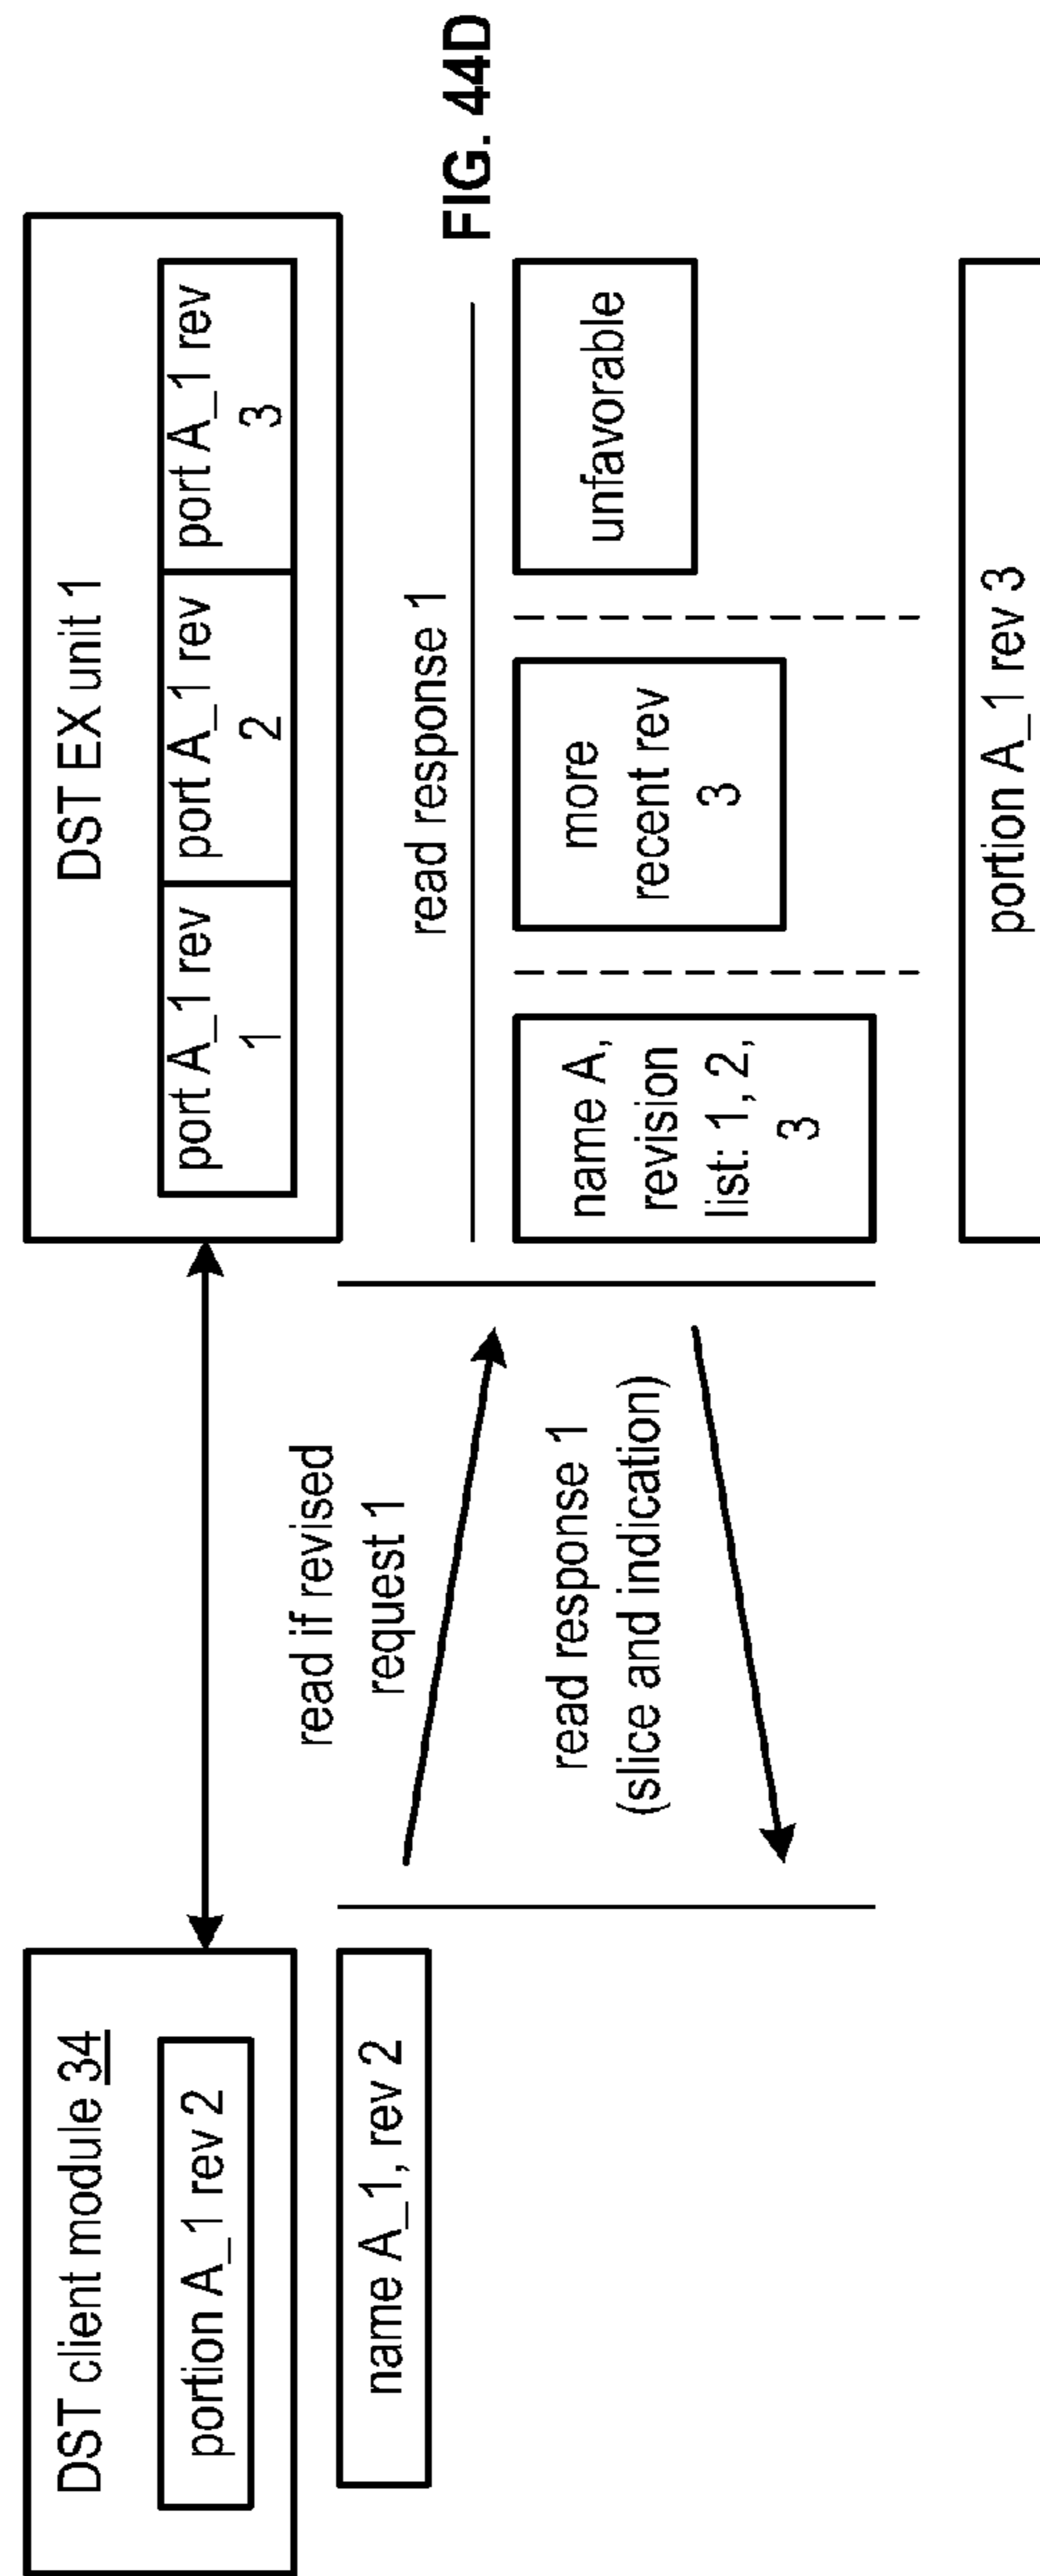 DST client module 34
portion A_1 rev 2
name A_1, rev 2
read if revised
request 1
read response 1
(slice and indication)
DST EX unit 1
port A_1 rev
1
port A_1 rev
2
port A_1 rev
3
read response 1
name A,
revision
list: 1, 2,
3
more
recent rev
3
unfavorable
portion A_1 rev 3
FIG. 44D